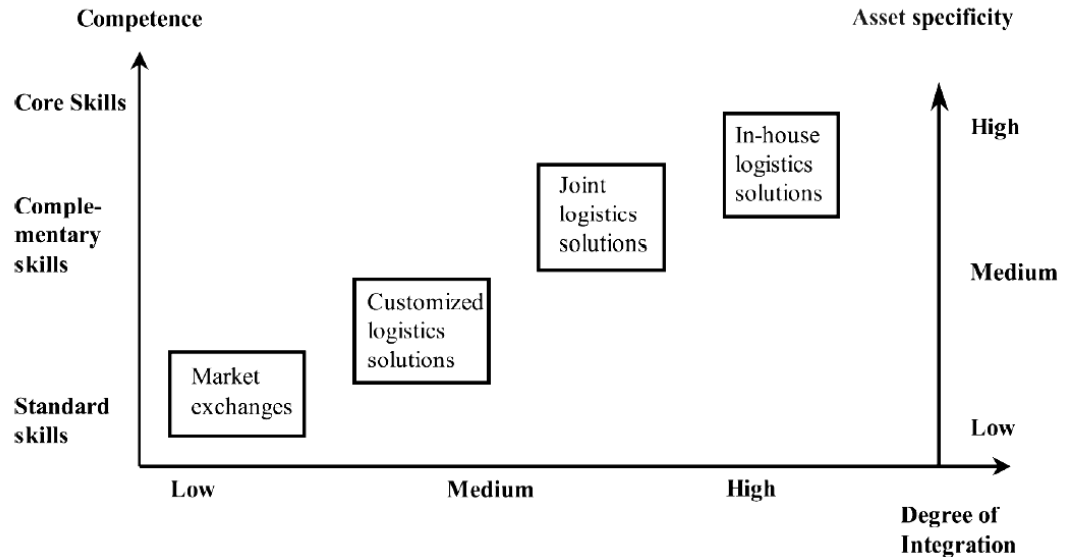 Competence
Asset specificity
Core Skills
High
In-house
logistics
solutions
Joint
logistics
solutions
Comple-
mentary
skills
Medium
Customized
logistics
solutions
Market
exchanges
Standard
skills
Low
Low
Medium
High
Degree of
Integration